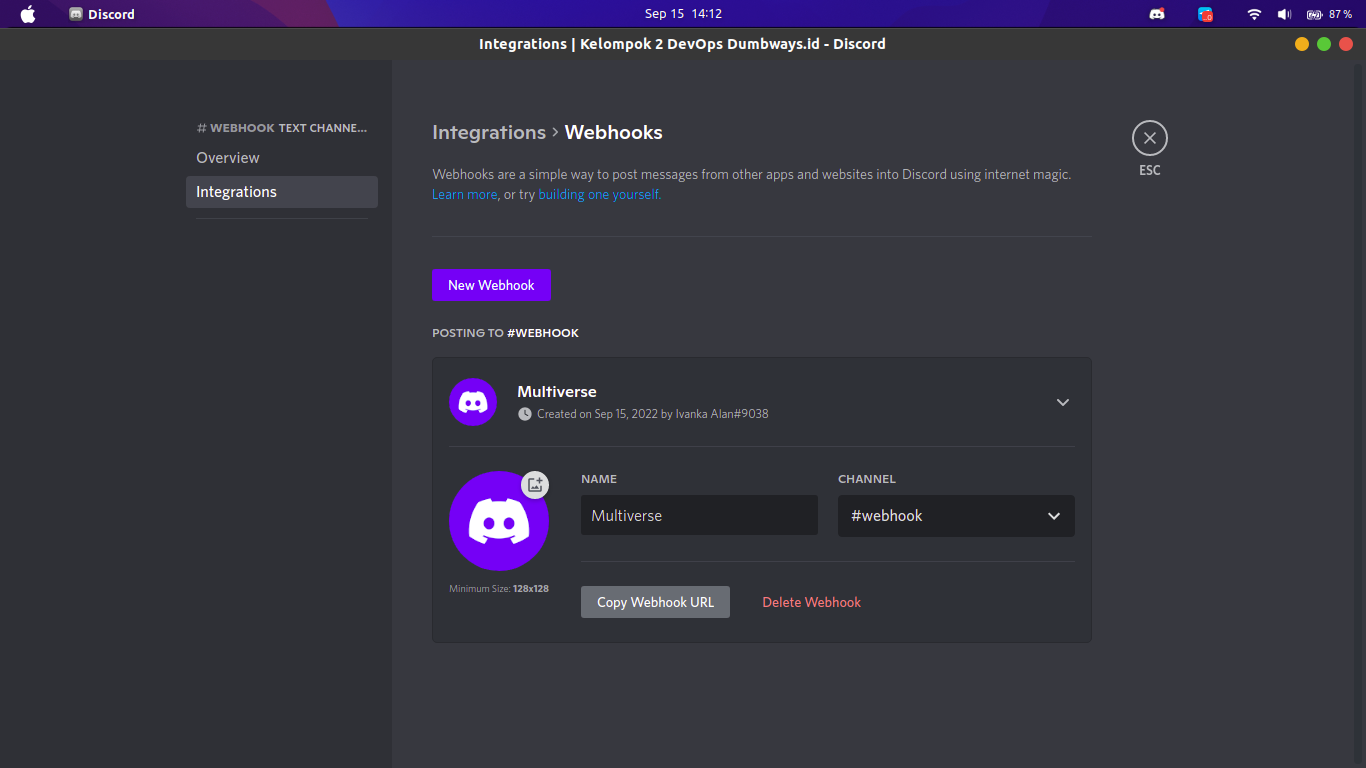 Discord
Sep 15 14:12
87 %
Integrations | Kelompok 2 DevOps Dumbways.id - Discord
# WEBHOOK TEXT CHANNE...
Overview
Integrations
Integrations > Webhooks
ESC
Webhooks are a simple way to post messages from other apps and websites into Discord using internet magic.
Learn more, or try building one yourself.
New Webhook
POSTING TO #WEBHOOK
Multiverse
Created on Sep 15, 2022 by Ivanka Alan#9038
NAME
CHANNEL
Multiverse
#webhook
Minimum Size: 128x128
Copy Webhook URL
Delete Webhook